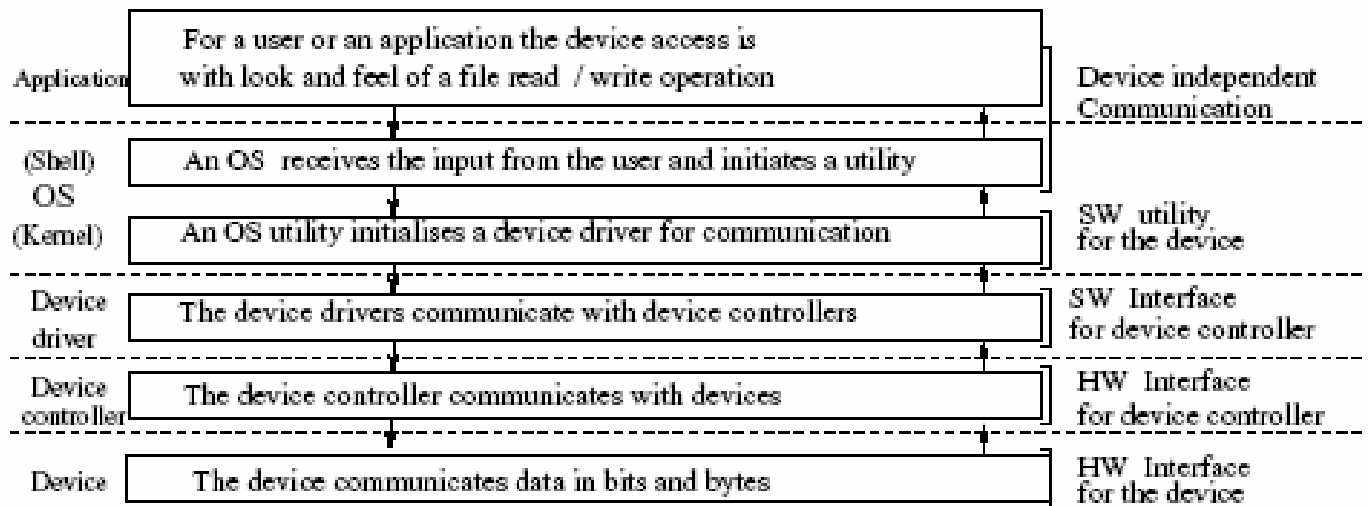 Application
For a user or an application the device access is
with look and feel of a file read / write operation
Device independent
Communication
(Shell)
OS
(Kernel)
An OS receives the input from the user and initiates a utility
An OS utility initialises a device driver for communication
SW utility
for the device
Device
driver
The device drivers communicate with device controllers
SW Interface
for device controller
Device
controller
The device controller communicates with devices
HW Interface
for device controller
Device
The device communicates data in bits and bytes
HW Interface
for the device